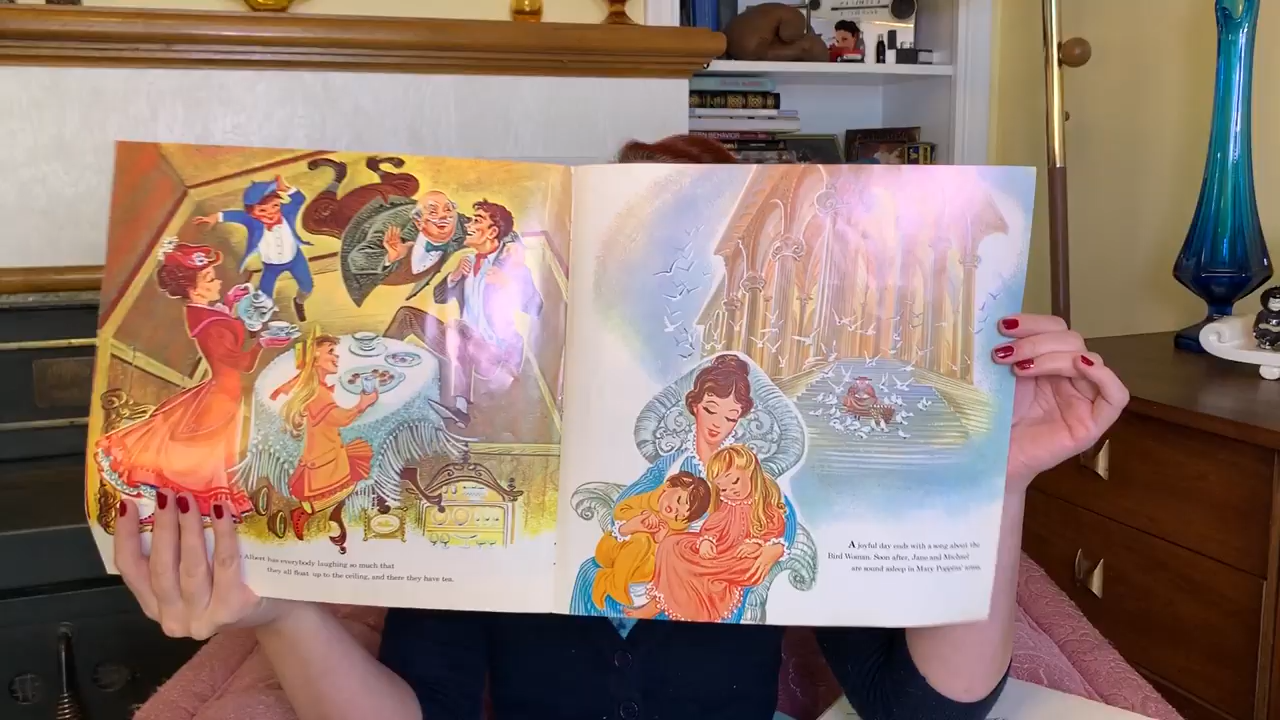 Albert has everybody laughing so much that
they all float up to the ceiling, and there they have tea.
A joyful day ends with a song about the
Bird Woman. Soon after, Jane and Michael
are sound asleep in Mary Poppins' arms.
BEHAVIOR